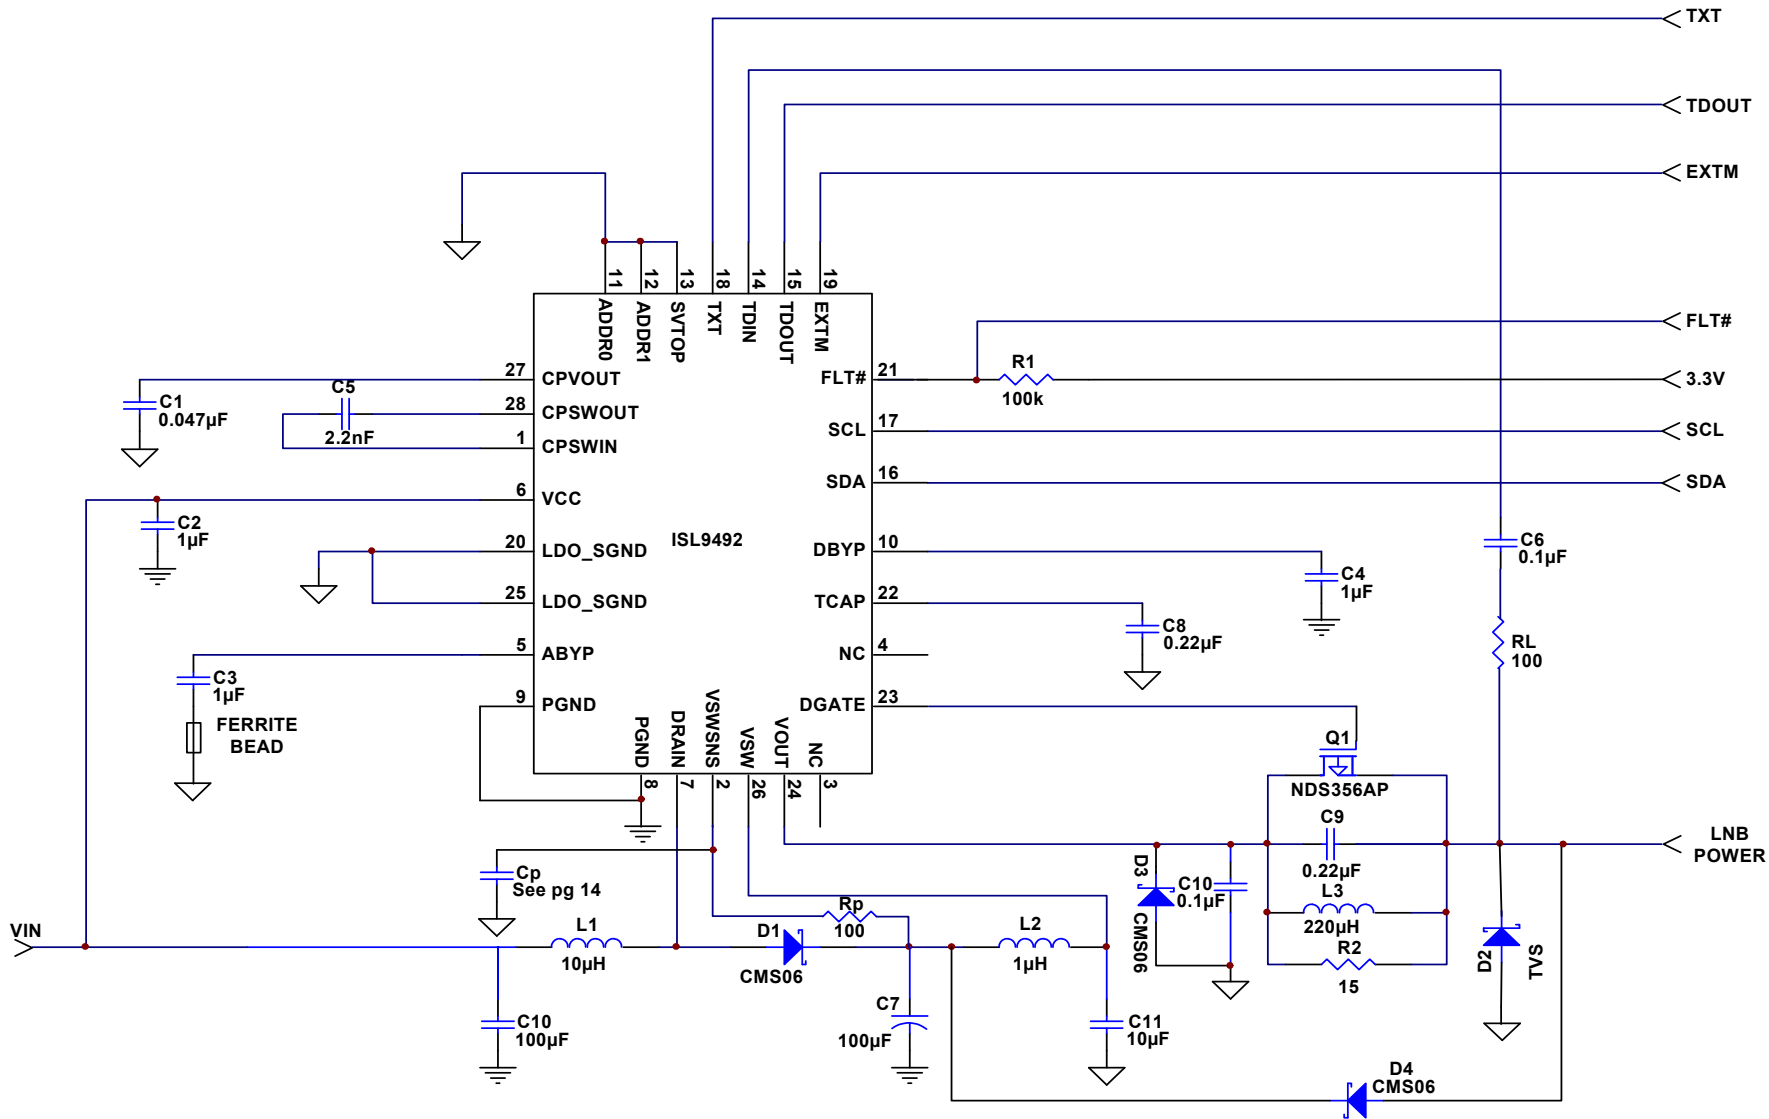 TXT
TDOUT
EXTM
11
12
13
18
14
15
19
ADDR0
ADDR1
SVTOP
TXT
TDIN
TDOUT
EXTM
FLT#
27
CPVOUT
FLT#
21
R1
100k
3.3V
C1
0.047µF
C5
2.2nF
28
CPSWOUT
1
CPSWIN
SCL
17
SCL
SDA
16
SDA
6
VCC
C2
1µF
20
LDO_SGND
ISL9492
DBYP
10
C6
0.1µF
C4
1µF
25
LDO_SGND
TCAP
22
C8
0.22µF
RL
100
5
ABYP
NC
4
C3
1µF
FERRITE
BEAD
9
PGND
DGATE
23
PGND
DRAIN
VSWSNS
VSW
VOUT
NC
8
7
2
26
24
3
Q1
NDS356AP
C9
0.22µF
LNB
POWER
Cp
See pg 14
D3
CMS06
C10
0.1µF
L3
220µH
R2
15
D2
TVS
VIN
L1
10µH
Rp
100
D1
CMS06
L2
1µH
C10
100µF
C7
100µF
C11
10µF
D4
CMS06